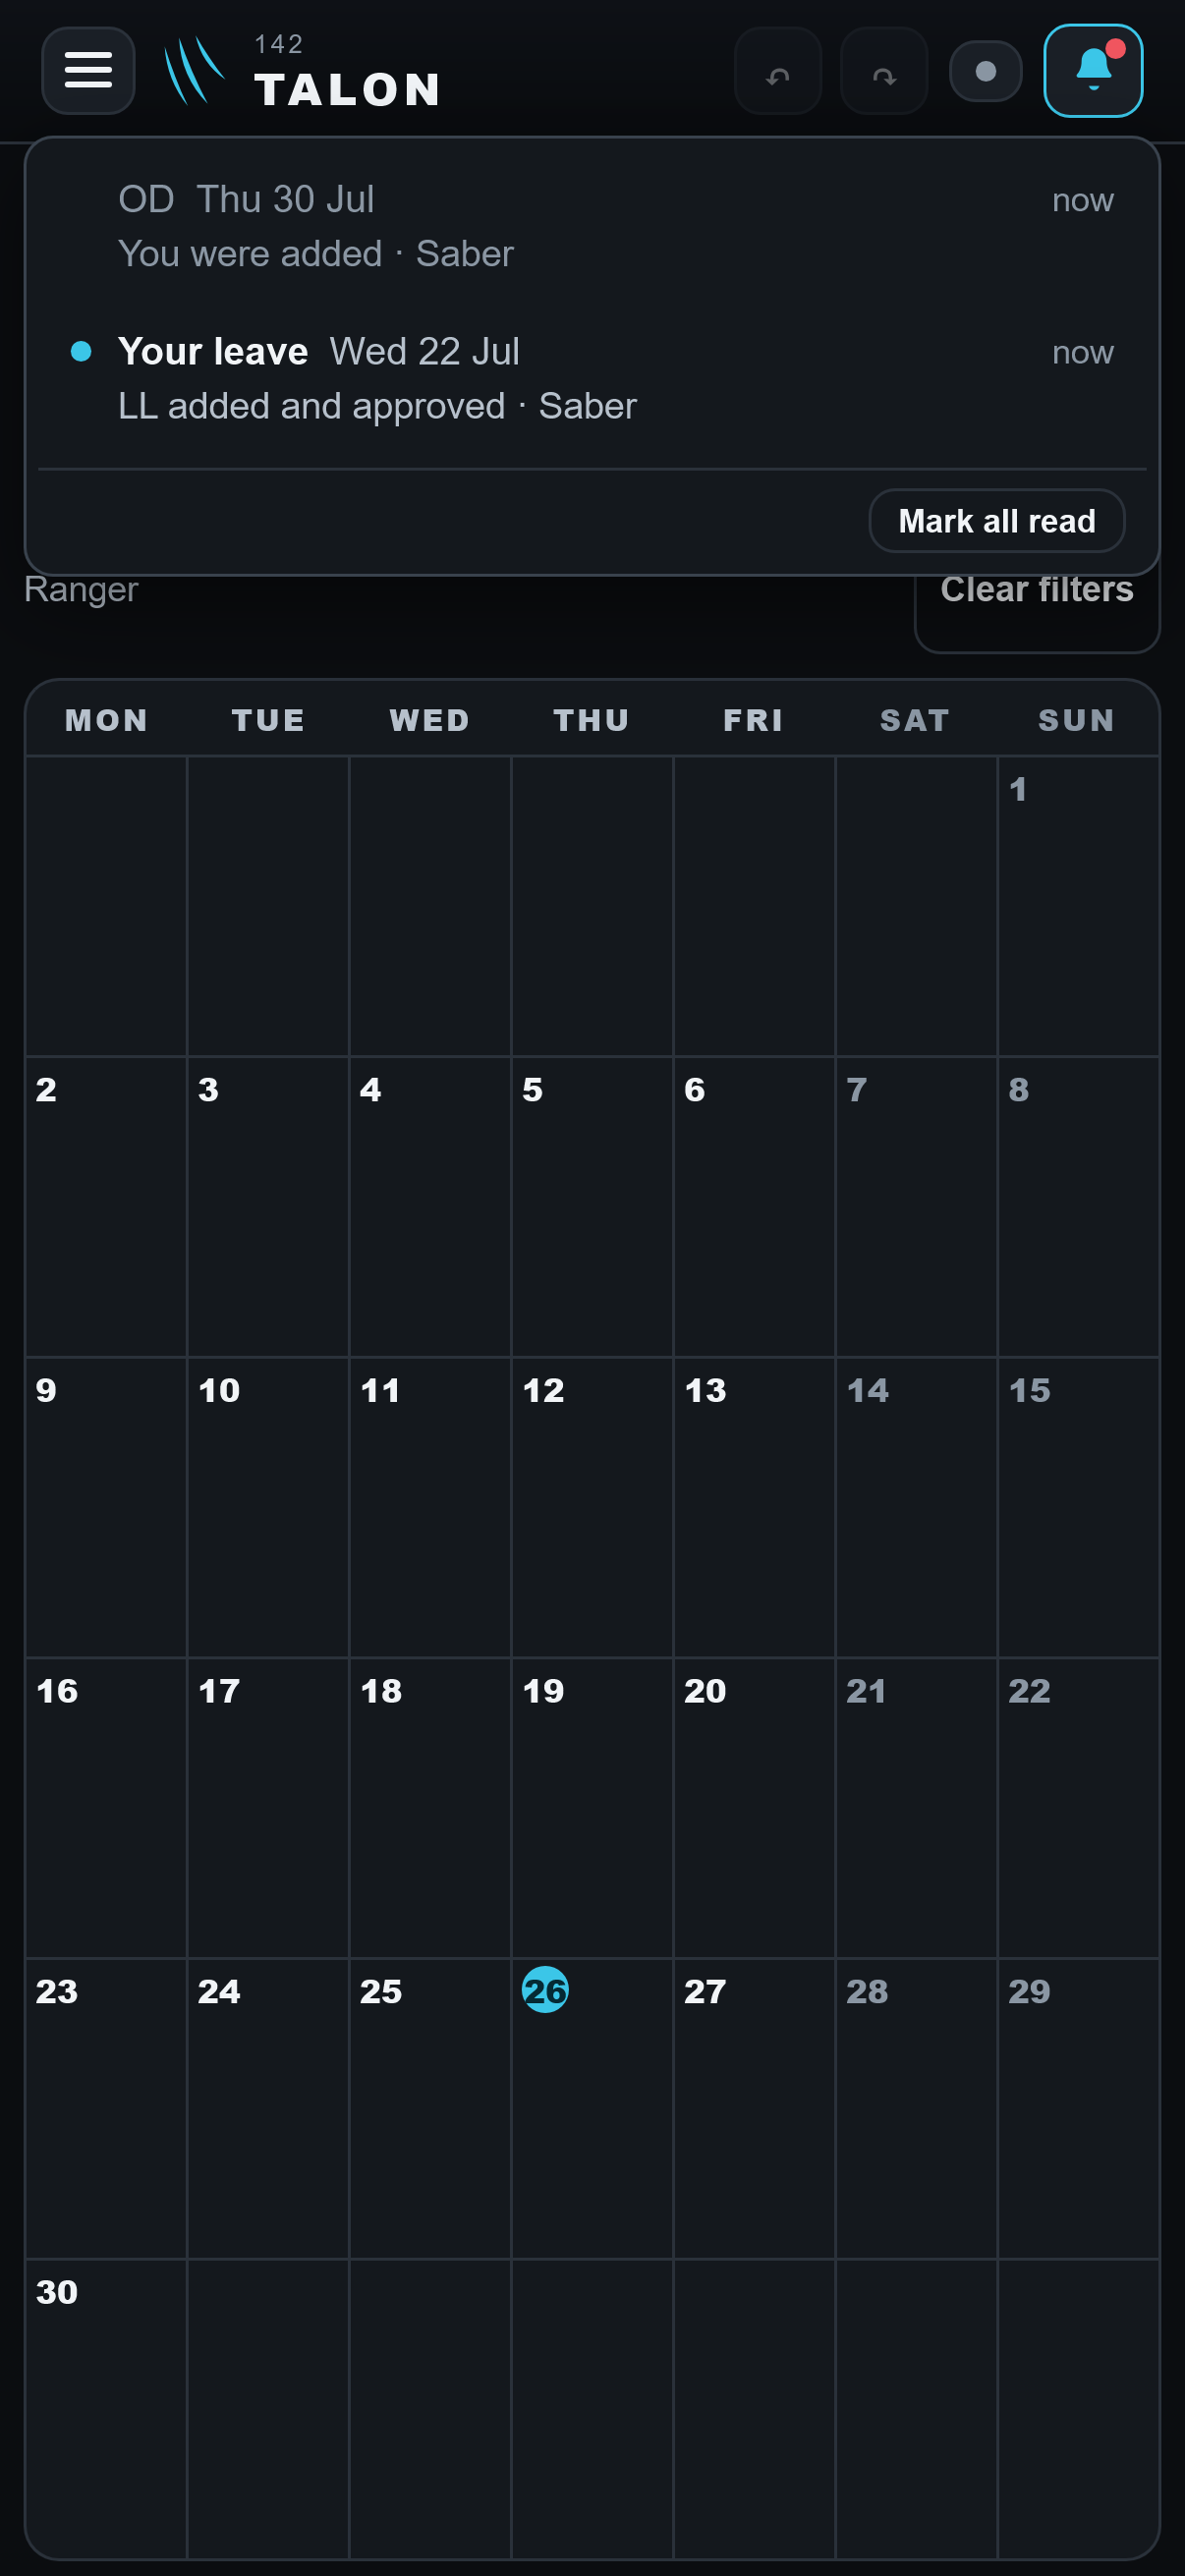 142
TALON
OD Thu 30 Jul now
You were added · Saber
Your leave Wed 22 Jul now
LL added and approved · Saber
Mark all read
Ranger Clear filters
MON TUE WED THU FRI SAT SUN
1
2 3 4 5 6 7 8
9 10 11 12 13 14 15
16 17 18 19 20 21 22
23 24 25 26 27 28 29
30